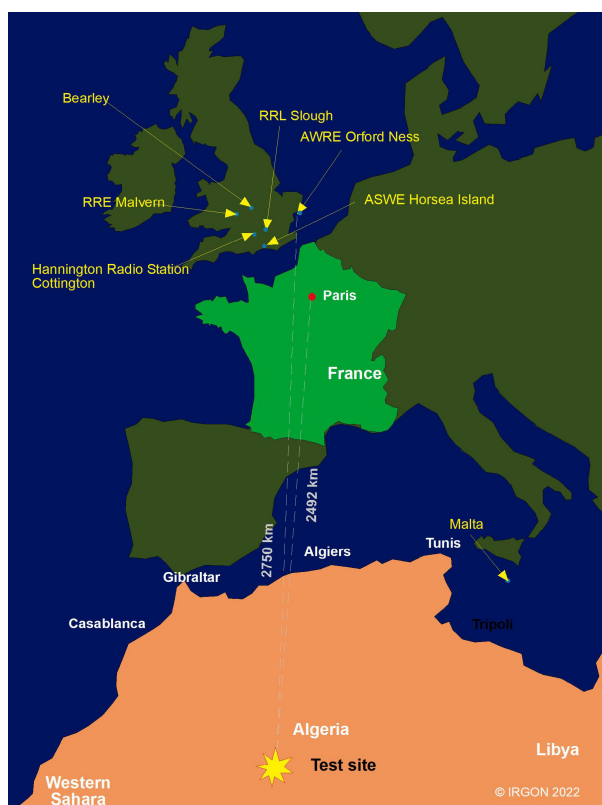 Bearley
RRL Slough
AWRE Orford Ness
RRE Malvern
ASWE Horsea Island
Hannington Radio Station
Cottington
Paris
France
2492 km
2750 km
Malta
Tunis
Algiers
Gibraltar
Casablanca
Tripoli
Algeria
Libya
Test site
Western
Sahara
© IRGON 2022